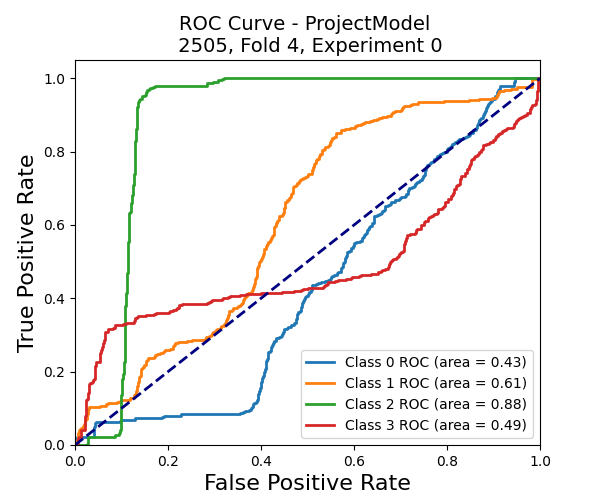 ROC Curve - ProjectModel
2505, Fold 4, Experiment 0
True Positive Rate
1.0
0.8
0.6
0.4
0.2
0.0
Class 0 ROC (area = 0.43)
Class 1 ROC (area = 0.61)
Class 2 ROC (area = 0.88)
Class 3 ROC (area = 0.49)
0.0 0.2 0.4 0.6 0.8 1.0
False Positive Rate